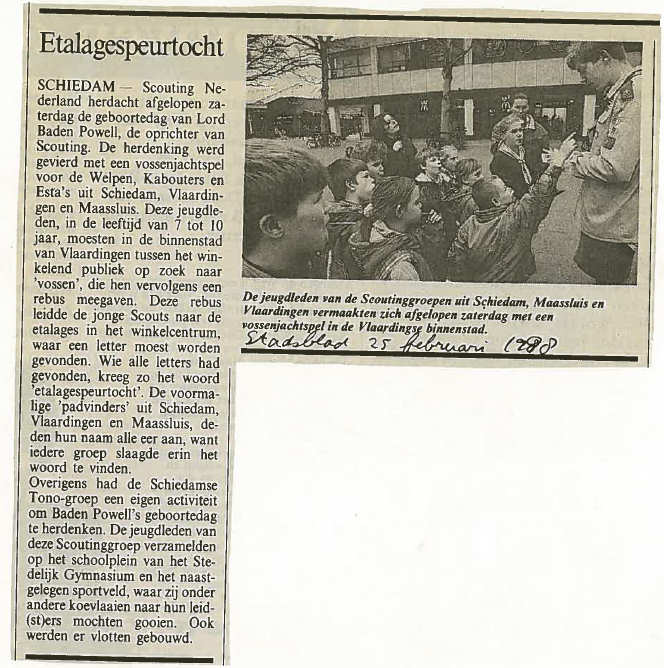 Etalagespeurtocht
SCHIEDAM — Scouting Ne-
derland herdacht afgelopen za-
terdag de geboortedag van Lord
Baden Powell, de oprichter van
Scouting. De herdenking werd
gevierd met een vossenjachtspel
voor de Welpen, Kabouters en
Esta's uit Schiedam, Vlaardin-
gen en Maassluis. Deze jeugdle-
den, in de leeftijd van 7 tot 10
jaar, moesten in de binnenstad
van Vlaardingen tussen het win-
kelend publiek op zoek naar
'vossen', die hen vervolgens een
rebus meegaven. Deze rebus
leidde de jonge Scouts naar de
etalages in het winkelcentrum,
waar een letter moest worden
gevonden. Wie alle letters had
gevonden, kreeg zo het woord
'etalagespeurtocht'. De voorma-
lige 'padvinders' uit Schiedam,
Vlaardingen en Maassluis, de-
den hun naam alle eer aan, want
iedere groep slaagde erin het
woord te vinden.
Overigens had de Schiedamse
Tono-groep een eigen activiteit
om Baden Powell's geboortedag
te herdenken. De jeugdleden van
deze Scoutinggroep verzamelden
op het schoolplein van het Ste-
delijk Gymnasium en het naast-
gelegen sportveld, waar zij onder
andere koevlaaien naar hun leid-
(st)ers mochten gooien. Ook
werden er vlotten gebouwd.
De jeugdleden van de Scoutinggroepen uit Schiedam, Maassluis en
Vlaardingen vermaakten zich afgelopen zaterdag met een
vossenjachtspel in de Vlaardingse binnenstad.
Stadsblad 25 februari 1988